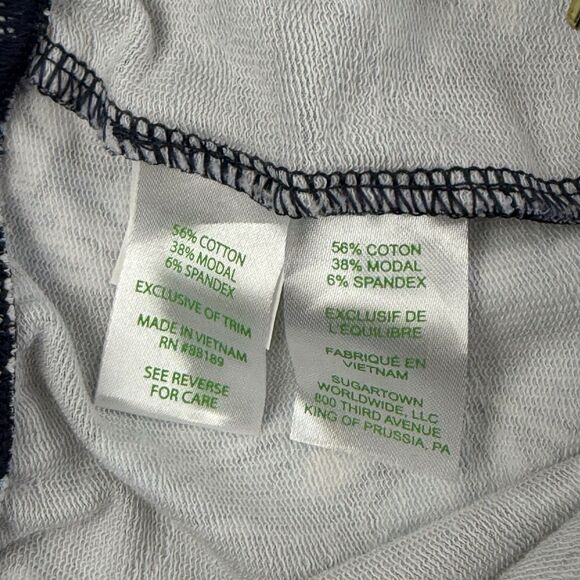 56% COTTON
38% MODAL
6% SPANDEX
EXCLUSIVE OF TRIM
MADE IN VIETNAM
RN #88189
SEE REVERSE
FOR CARE
56% COTON
38% MODAL
6% SPANDEX
EXCLUSIF DE
L'ÉQUILIBRE
FABRIQUÉ EN
VIETNAM
SUGARTOWN
WORLDWIDE, LLC
800 THIRD AVENUE
KING OF PRUSSIA, PA